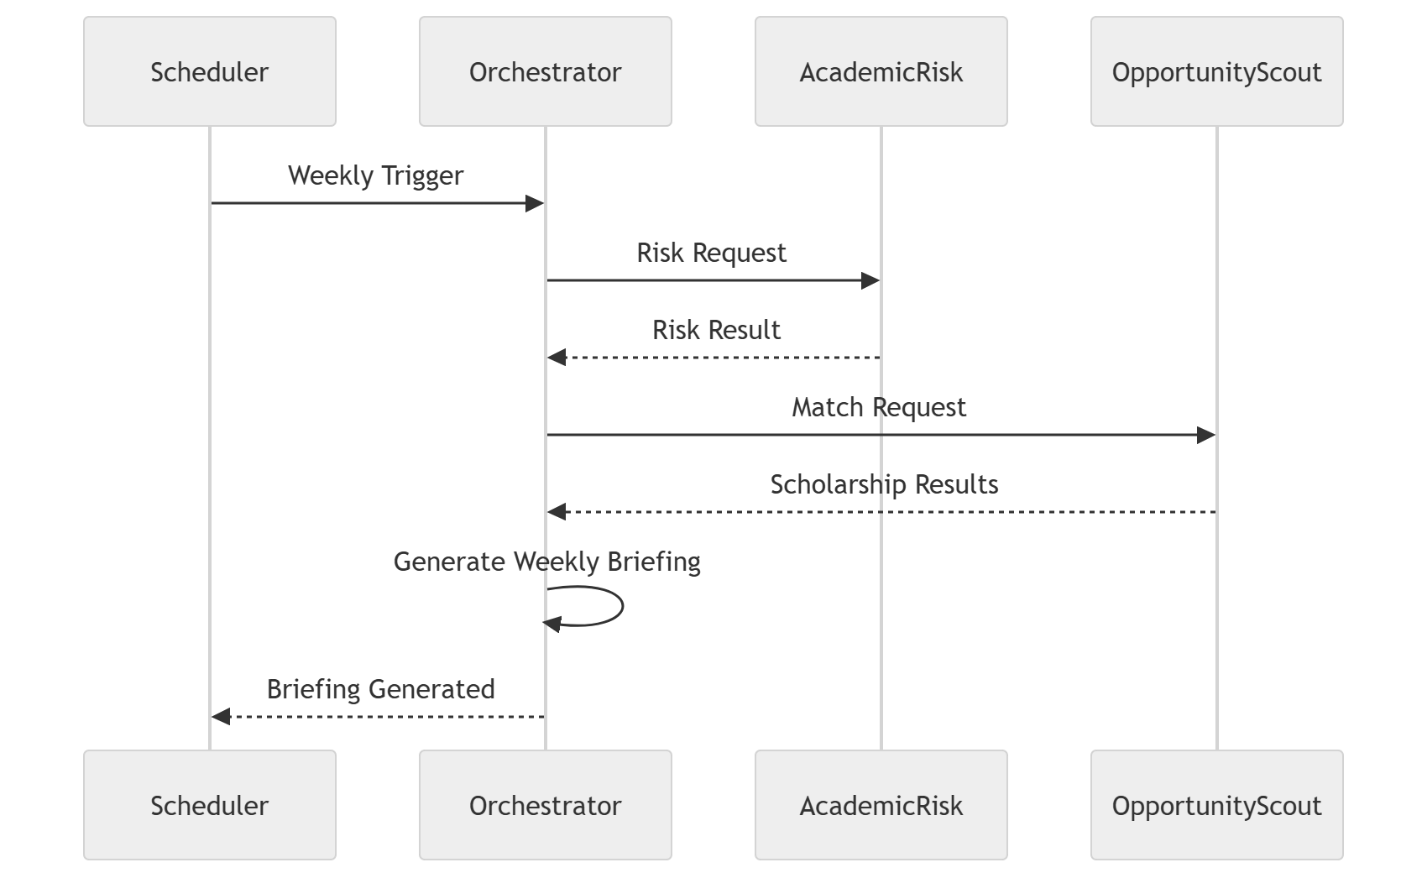 Scheduler
Orchestrator
AcademicRisk
OpportunityScout
Weekly Trigger
Risk Request
Risk Result
Match Request
Scholarship Results
Generate Weekly Briefing
Briefing Generated
Scheduler
Orchestrator
AcademicRisk
OpportunityScout